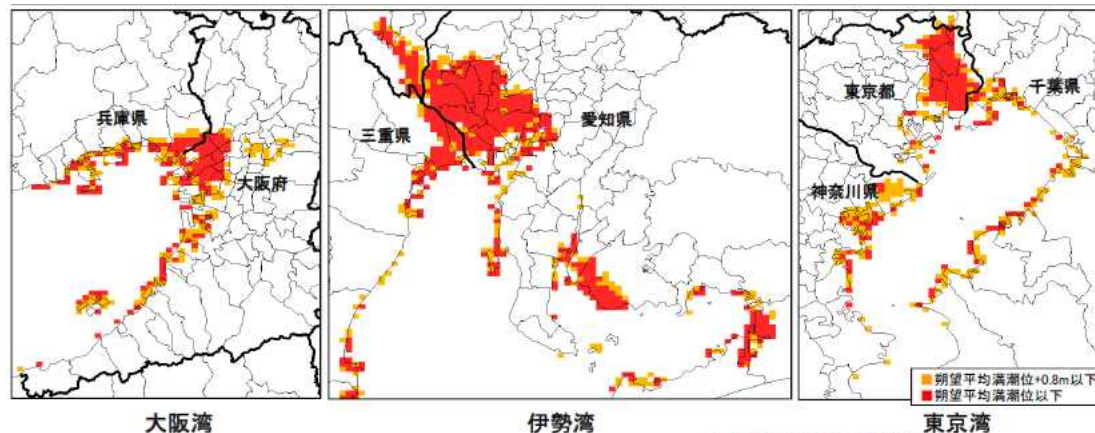 兵庫県
大阪府
大阪湾
三重県
愛知県
伊勢湾
東京都
千葉県
神奈川県
朔望平均満潮位+0.8m以下
朔望平均満潮位以下
東京湾